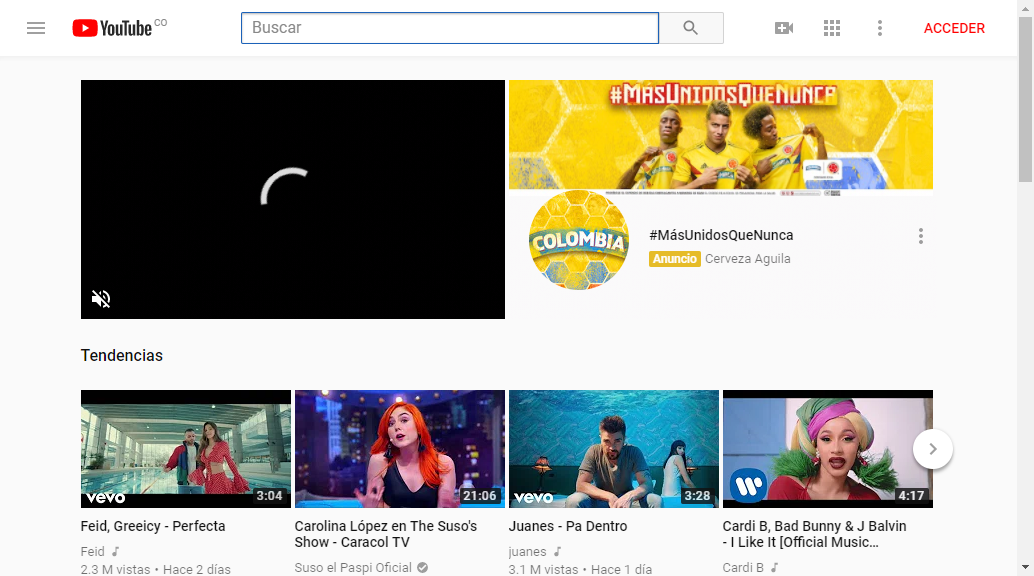 YouTube CO
Buscar
ACCEDER
#MÁSUNIDOSQUENUNCA
COLOMBIA
#MásUnidosQueNunca
Anuncio Cerveza Aguila
Tendencias
vevo 3:04
21:06
vevo 3:28
4:17
Feid, Greeicy - Perfecta
Carolina López en The Suso's
Show - Caracol TV
Juanes - Pa Dentro
Cardi B, Bad Bunny & J Balvin
- I Like It [Official Music...
Feid
Suso el Paspi Oficial
juanes
Cardi B
2.3 M vistas • Hace 2 días
3.1 M vistas • Hace 1 día